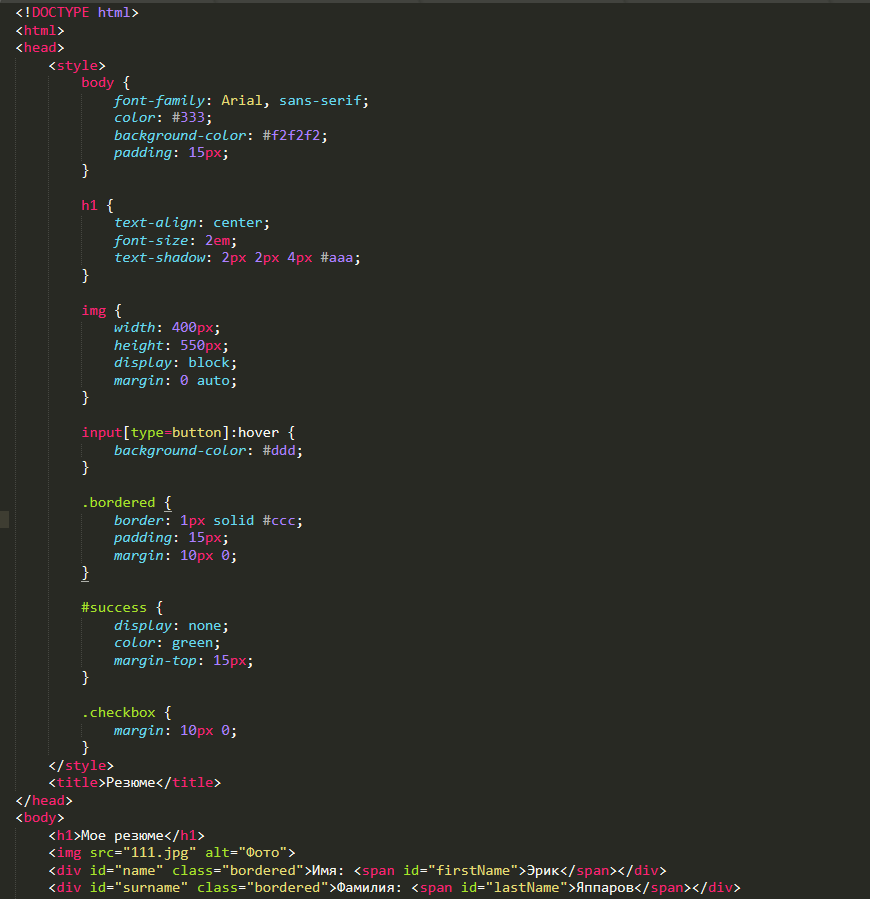 <!DOCTYPE html>
<html>
<head>
    <style>
        body {
            font-family: Arial, sans-serif;
            color: #333;
            background-color: #f2f2f2;
            padding: 15px;
        }

        h1 {
            text-align: center;
            font-size: 2em;
            text-shadow: 2px 2px 4px #aaa;
        }

        img {
            width: 400px;
            height: 550px;
            display: block;
            margin: 0 auto;
        }

        input[type=button]:hover {
            background-color: #ddd;
        }

        .bordered {
            border: 1px solid #ccc;
            padding: 15px;
            margin: 10px 0;
        }

        #success {
            display: none;
            color: green;
            margin-top: 15px;
        }

        .checkbox {
            margin: 10px 0;
        }
    </style>
    <title>Резюме</title>
</head>
<body>
    <h1>Мое резюме</h1>
    <img src="111.jpg" alt="Фото">
    <div id="name" class="bordered">Имя: <span id="firstName">Эрик</span></div>
    <div id="surname" class="bordered">Фамилия: <span id="lastName">Яппаров</span></div>